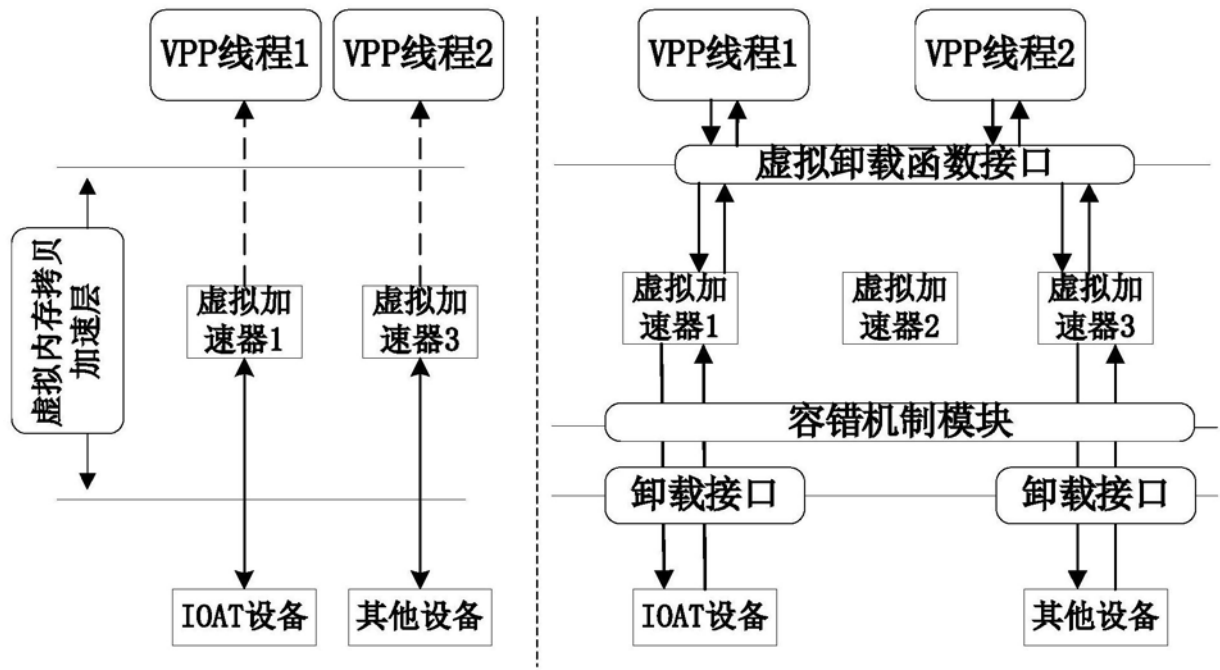 VPP线程1
VPP线程2
虚拟内存拷贝
加速层
虚拟加
速器1
虚拟加
速器3
IOAT设备
其他设备
VPP线程1
VPP线程2
虚拟卸载函数接口
虚拟加
速器1
虚拟加
速器2
虚拟加
速器3
容错机制模块
卸载接口
卸载接口
IOAT设备
其他设备